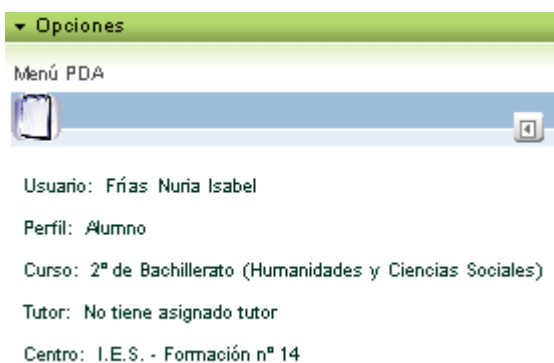 Opciones
Menú PDA
Usuario: Frías Nuria Isabel
Perfil: Alumno
Curso: 2º de Bachillerato (Humanidades y Ciencias Sociales)
Tutor: No tiene asignado tutor
Centro: I.E.S. - Formación nº 14